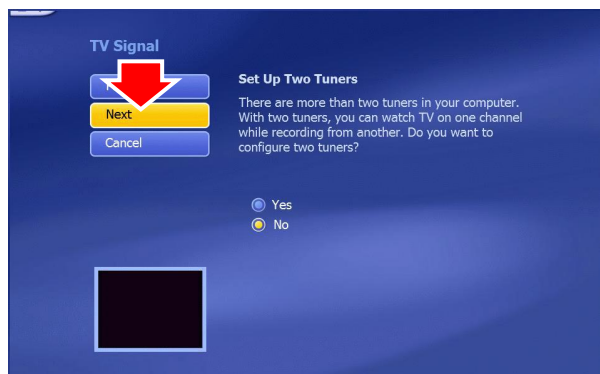 TV Signal
Next
Cancel
Set Up Two Tuners
There are more than two tuners in your computer.
With two tuners, you can watch TV on one channel
while recording from another. Do you want to
configure two tuners?
Yes
No